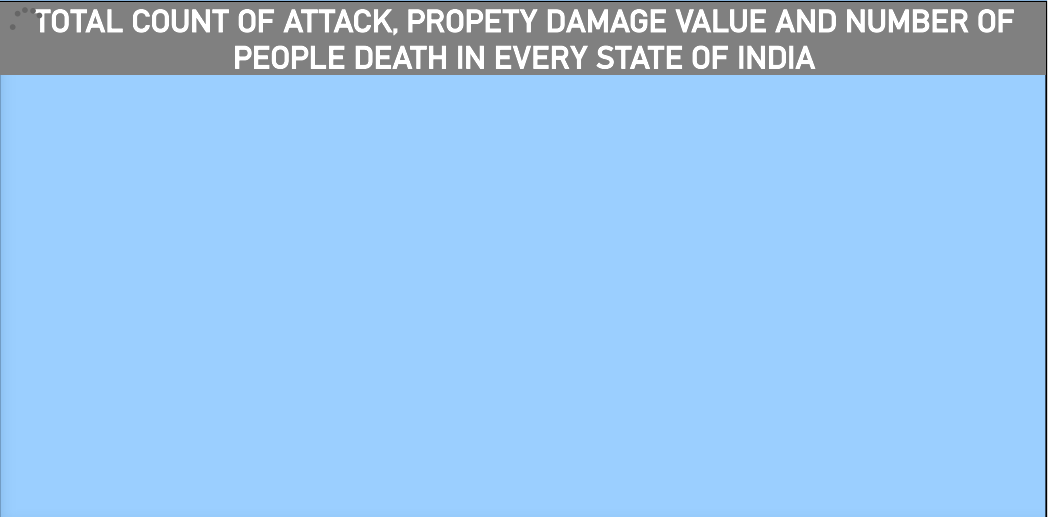 TOTAL COUNT OF ATTACK, PROPETY DAMAGE VALUE AND NUMBER OF
PEOPLE DEATH IN EVERY STATE OF INDIA